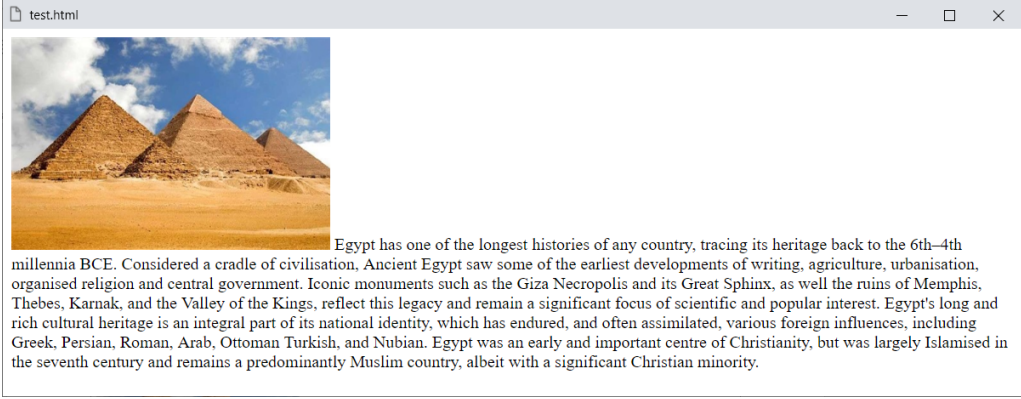 test.html
Egypt has one of the longest histories of any country, tracing its heritage back to the 6th–4th
millennia BCE. Considered a cradle of civilisation, Ancient Egypt saw some of the earliest developments of writing, agriculture, urbanisation,
organised religion and central government. Iconic monuments such as the Giza Necropolis and its Great Sphinx, as well the ruins of Memphis,
Thebes, Karnak, and the Valley of the Kings, reflect this legacy and remain a significant focus of scientific and popular interest. Egypt's long and
rich cultural heritage is an integral part of its national identity, which has endured, and often assimilated, various foreign influences, including
Greek, Persian, Roman, Arab, Ottoman Turkish, and Nubian. Egypt was an early and important centre of Christianity, but was largely Islamised in
the seventh century and remains a predominantly Muslim country, albeit with a significant Christian minority.